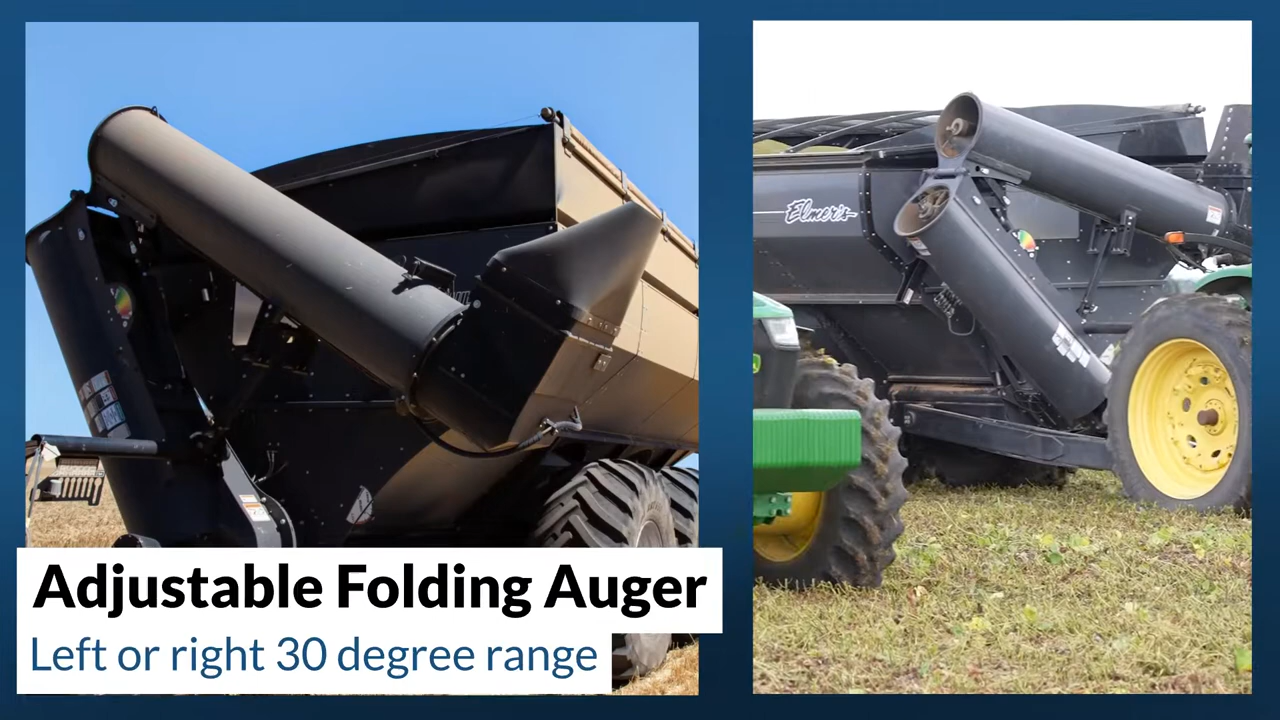 Elmer's
Adjustable Folding Auger
Left or right 30 degree range